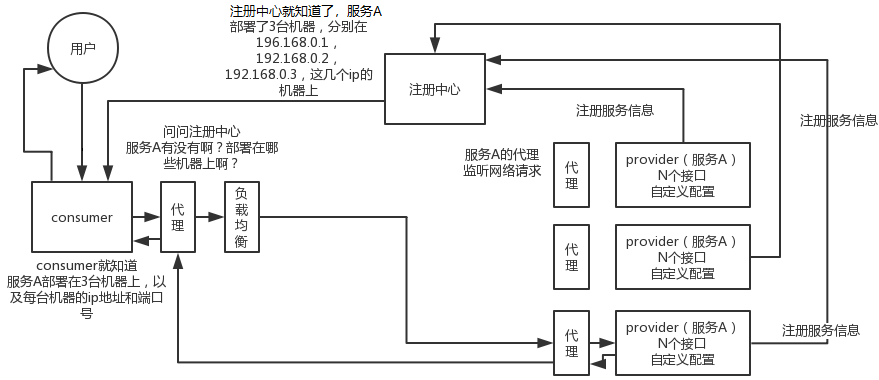 注册中心就知道了，服务A
部署了3台机器，分别在
196.168.0.1，
192.168.0.2，
192.168.0.3，这几个ip的
机器上
用户
注册中心
注册服务信息
注册服务信息
问问注册中心
服务A有没有啊？部署在哪
些机器上啊？
服务A的代理
监听网络请求
代
理
provider（服务A）
N个接口
自定义配置
consumer
代
理
负
载
均
衡
代
理
provider（服务A）
N个接口
自定义配置
consumer就知道
服务A部署在3台机器上，以
及每台机器的ip地址和端口
号
代
理
provider（服务A）
N个接口
自定义配置
注册服务信息